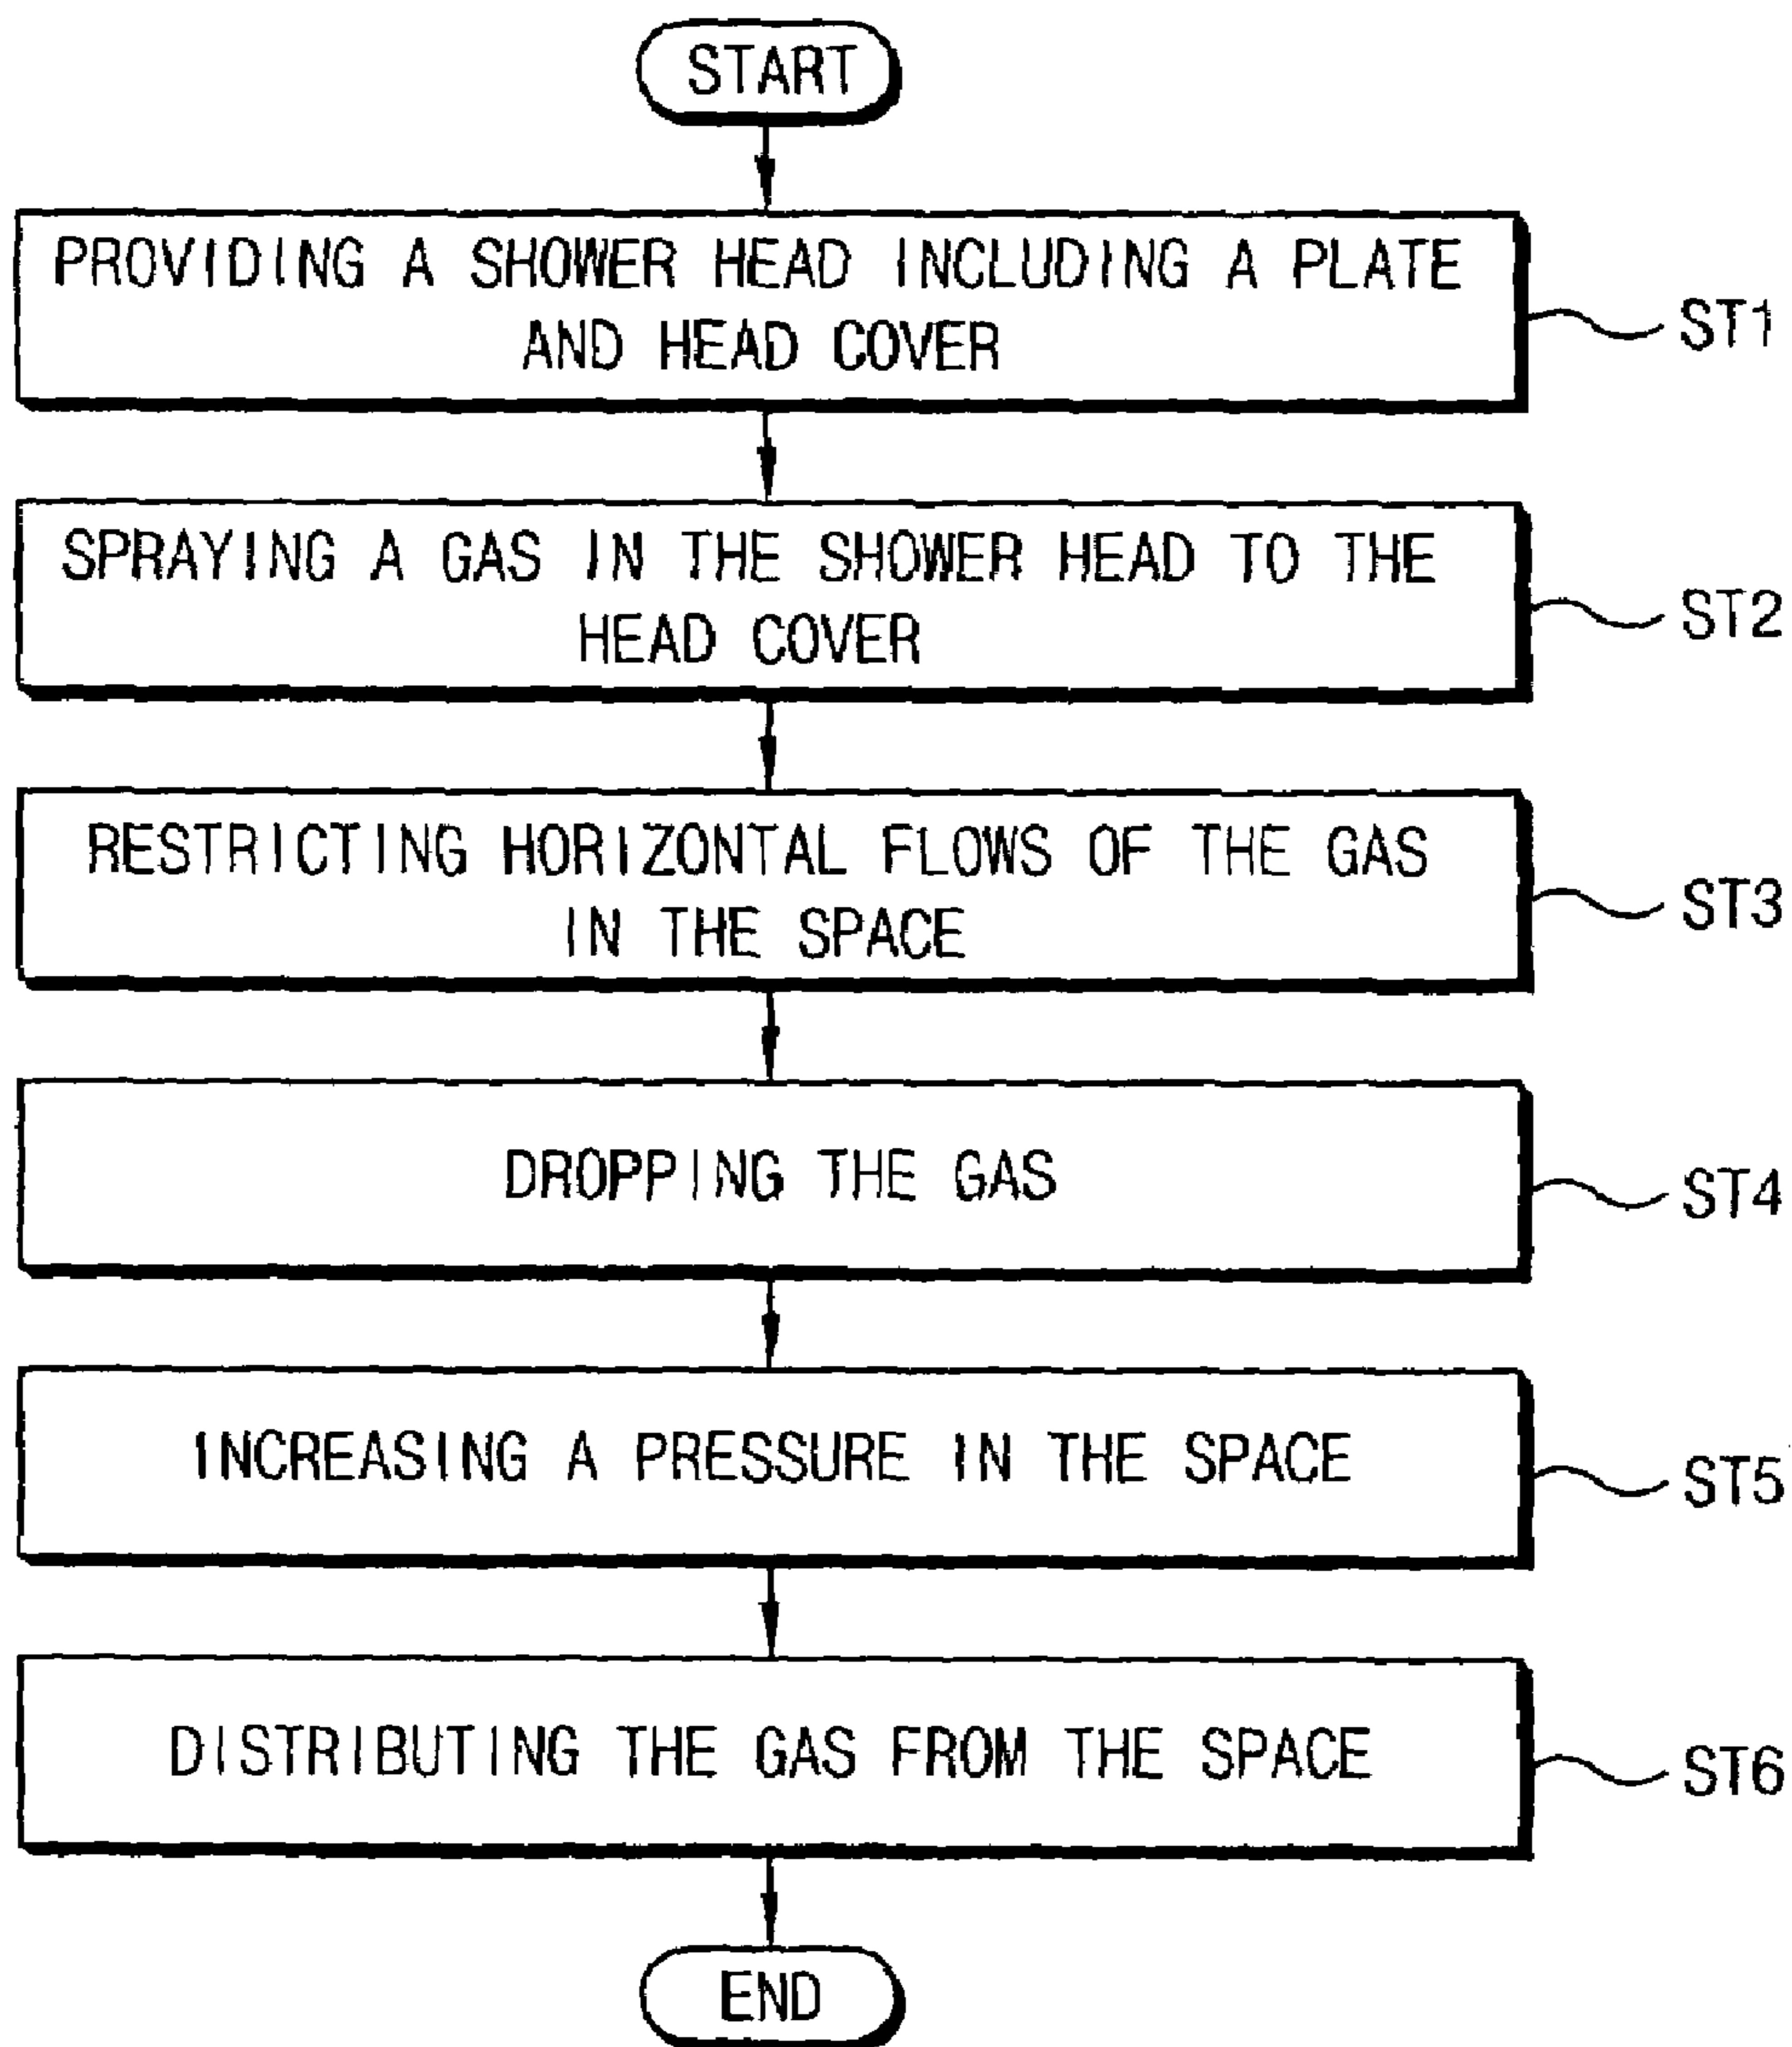 START
PROVIDING A SHOWER HEAD INCLUDING A PLATE
AND HEAD COVER
ST1
SPRAYING A GAS IN THE SHOWER HEAD TO THE
HEAD COVER
ST2
RESTRICTING HORIZONTAL FLOWS OF THE GAS
IN THE SPACE
ST3
DROPPING THE GAS
ST4
INCREASING A PRESSURE IN THE SPACE
ST5
DISTRIBUTING THE GAS FROM THE SPACE
ST6
END